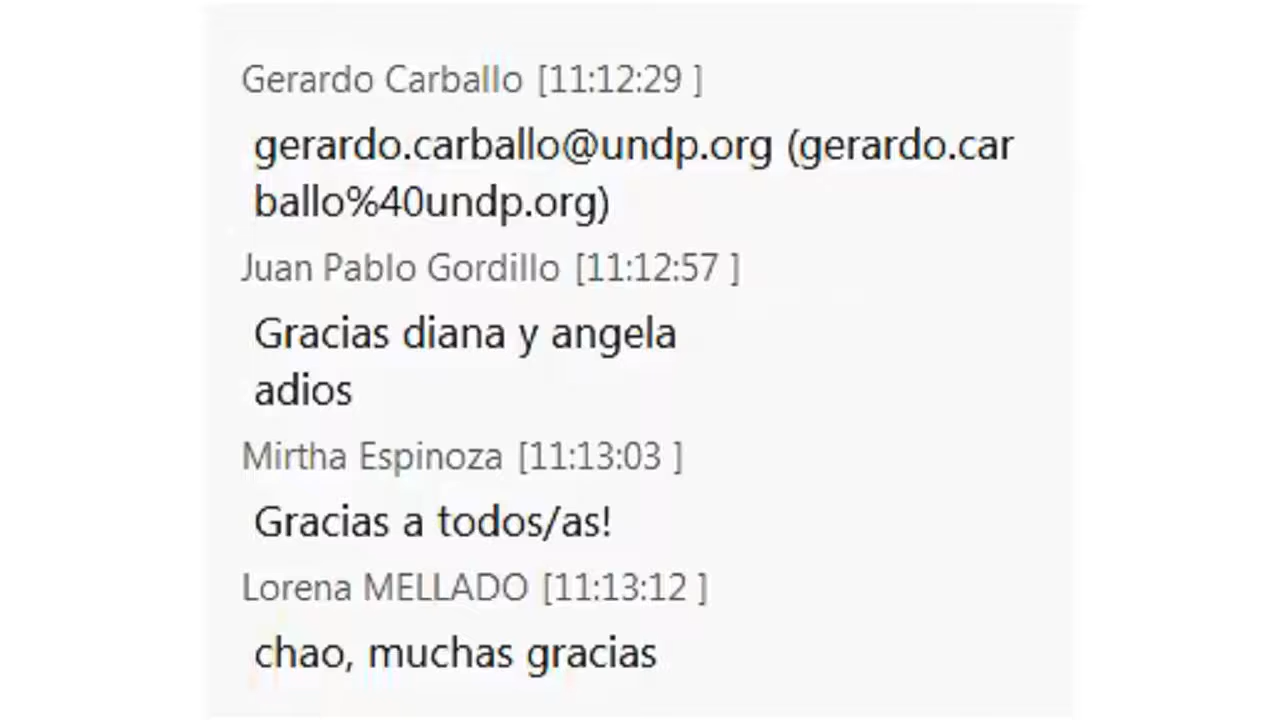 Gerardo Carballo [11:12:29 ]
gerardo.carballo@undp.org (gerardo.car
ballo%40undp.org)
Juan Pablo Gordillo [11:12:57 ]
Gracias diana y angela
adios
Mirtha Espinoza [11:13:03 ]
Gracias a todos/as!
Lorena MELLADO [11:13:12 ]
chao, muchas gracias